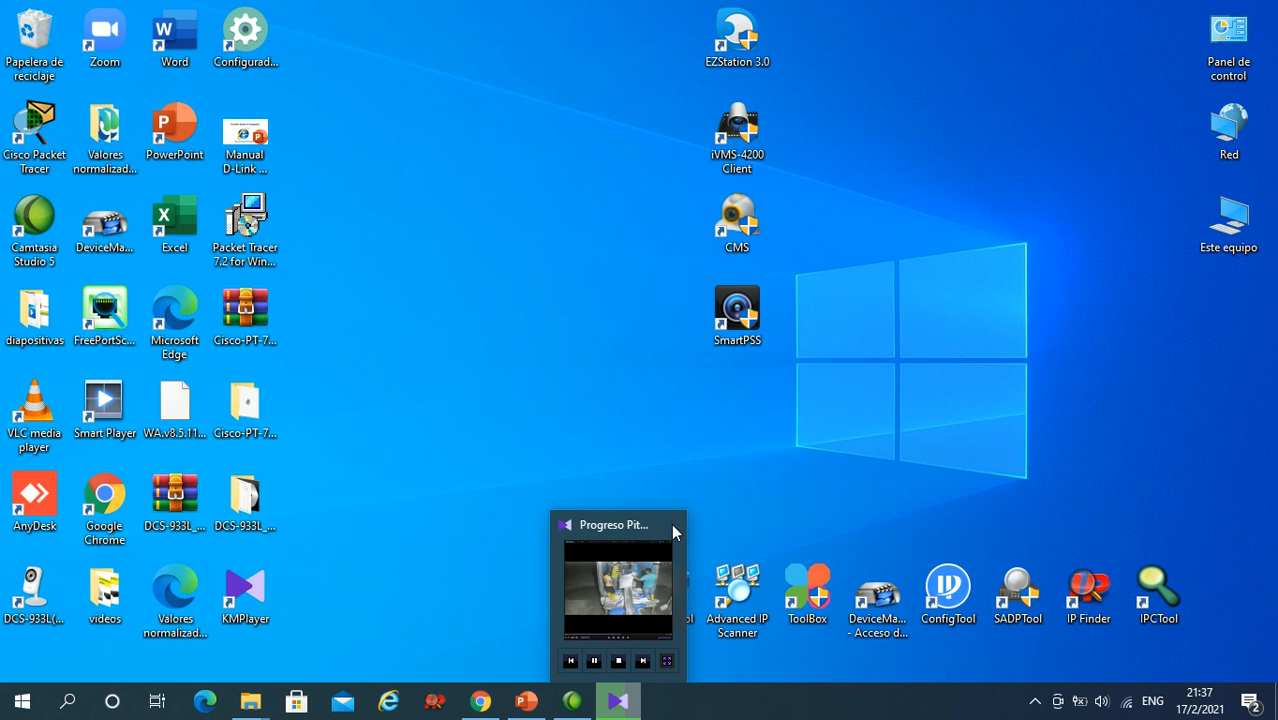 Papelera de
reciclaje
Zoom
Word
Configurad...
EZStation 3.0
Panel de
control
Cisco Packet
Tracer
Valores
normalizad...
PowerPoint
Manual
D-Link ...
iVMS-4200
Client
Red
Camtasia
Studio 5
DeviceMa...
Excel
Packet Tracer
7.2 for Win...
CMS
Este equipo
diapositivas
FreePortSc...
Microsoft
Edge
Cisco-PT-7...
SmartPSS
VLC media
player
Smart Player
WA.v8.5.11...
Cisco-PT-7...
AnyDesk
Google
Chrome
DCS-933L_...
DCS-933L_...
Progreso Pit...
DCS-933L(...
videos
Valores
normalizad...
KMPlayer
ol
Advanced IP
Scanner
ToolBox
DeviceMa...
- Acceso d...
ConfigTool
SADPTool
IP Finder
IPCTool
ENG
21:37
17/2/2021
2